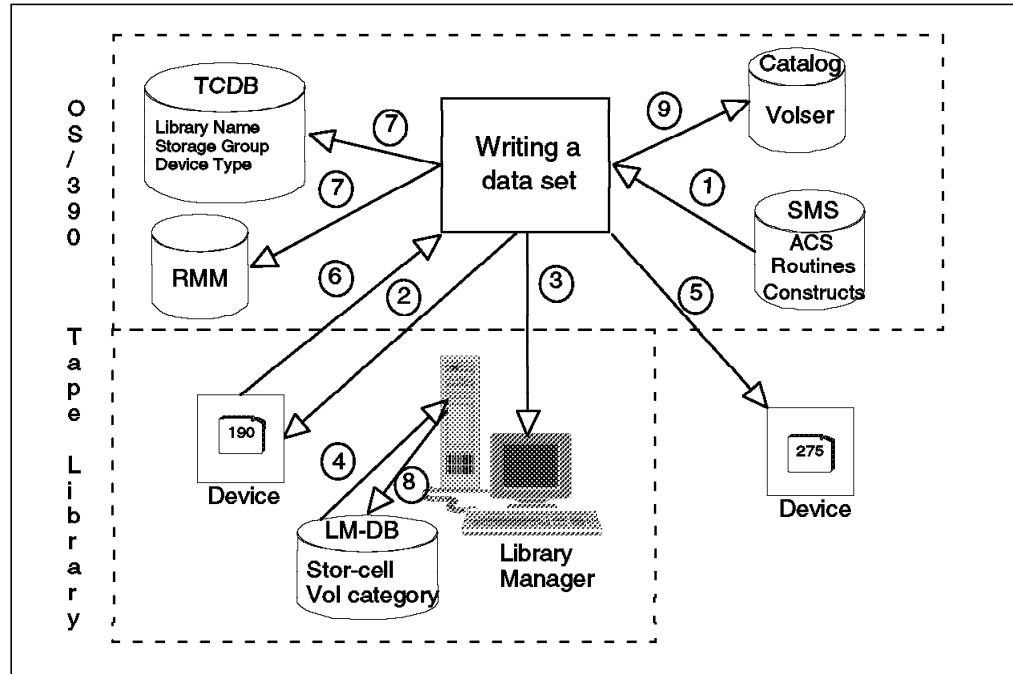 OS/390
TCDB
Library Name
Storage Group
Device Type
7
7
RMM
6
2
Writing a
data set
3
9
1
5
Catalog
Volser
SMS
ACS
Routines
Constructs
Tape Library
190
Device
4
8
LM-DB
Stor-cell
Vol category
Library
Manager
275
Device